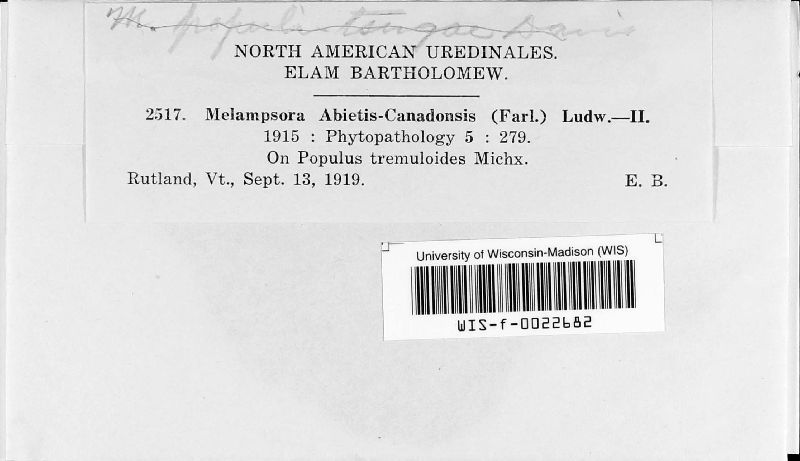 M. populi-tsugae Davis
NORTH AMERICAN UREDINALES.
ELAM BARTHOLOMEW.
2517. Melampsora Abietis-Canadonsis (Farl.) Ludw.—II.
1915 : Phytopathology 5 : 279.
On Populus tremuloides Michx.
Rutland, Vt., Sept. 13, 1919. E. B.
University of Wisconsin-Madison (WIS)
WIS-f-0022682